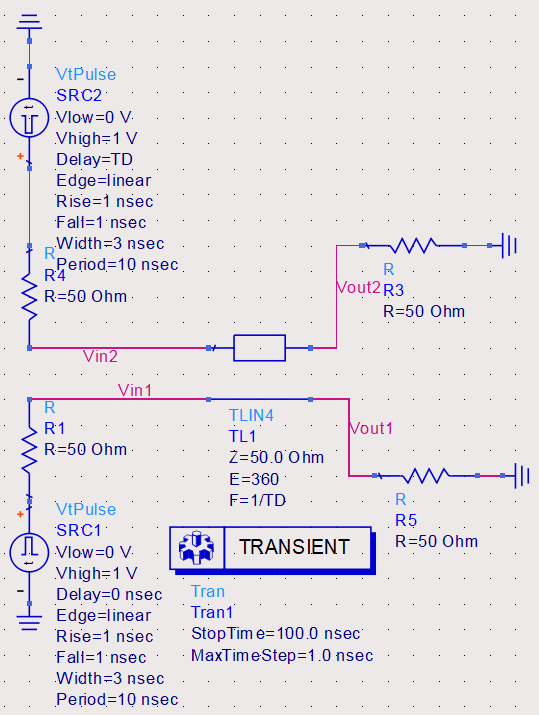 VtPulse
SRC2
Vlow=0 V
Vhigh=1 V
Delay=TD
Edge=linear
Rise=1 nsec
Fall=1 nsec
Width=3 nsec
Period=10 nsec
R
R4
R=50 Ohm
R
R3
R=50 Ohm
Vout2
Vin2
Vin1
R
R1
R=50 Ohm
TLIN4
TL1
Z=50.0 Ohm
E=360
F=1/TD
Vout1
R
R5
R=50 Ohm
VtPulse
SRC1
Vlow=0 V
Vhigh=1 V
Delay=0 nsec
Edge=linear
Rise=1 nsec
Fall=1 nsec
Width=3 nsec
Period=10 nsec
TRANSIENT
Tran
Tran1
StopTime=100.0 nsec
MaxTimeStep=1.0 nsec